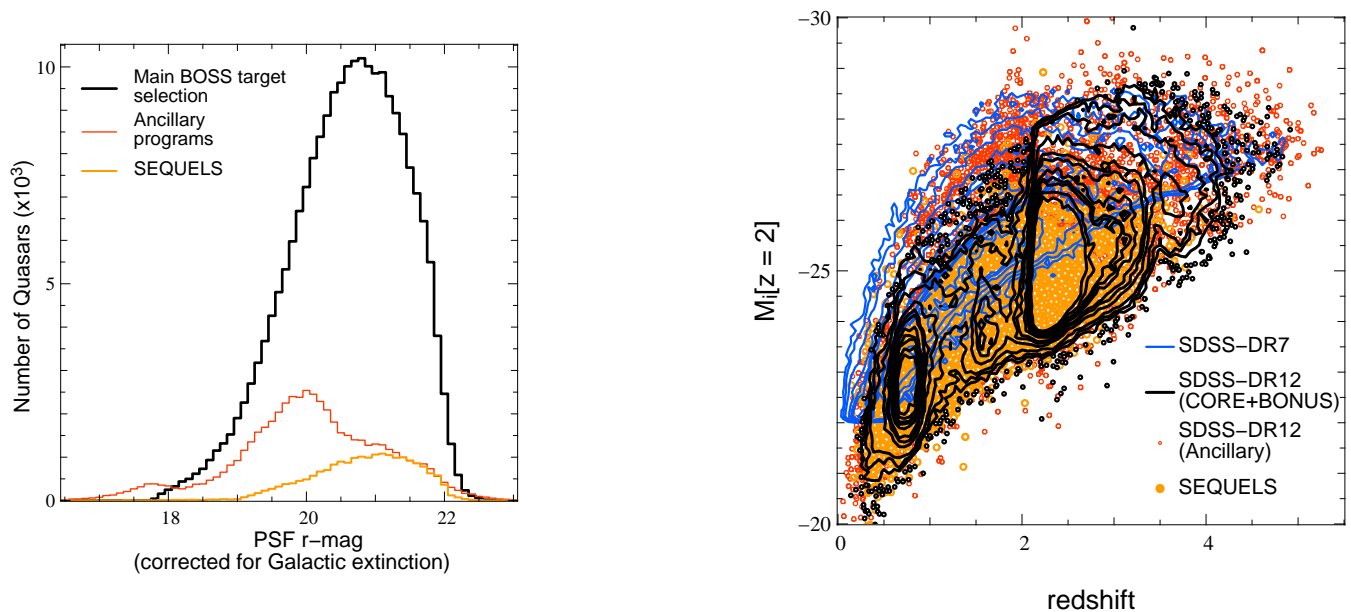 10
Main BOSS target
selection
Ancillary
programs
SEQUELS
5
0
18
20
22
Number of Quasars (x10³)
PSF r−mag
(corrected for Galactic extinction)
−30
−25
−20
Mi[z = 2]
SDSS−DR7
SDSS−DR12
(CORE+BONUS)
SDSS−DR12
(Ancillary)
SEQUELS
0
2
4
redshift